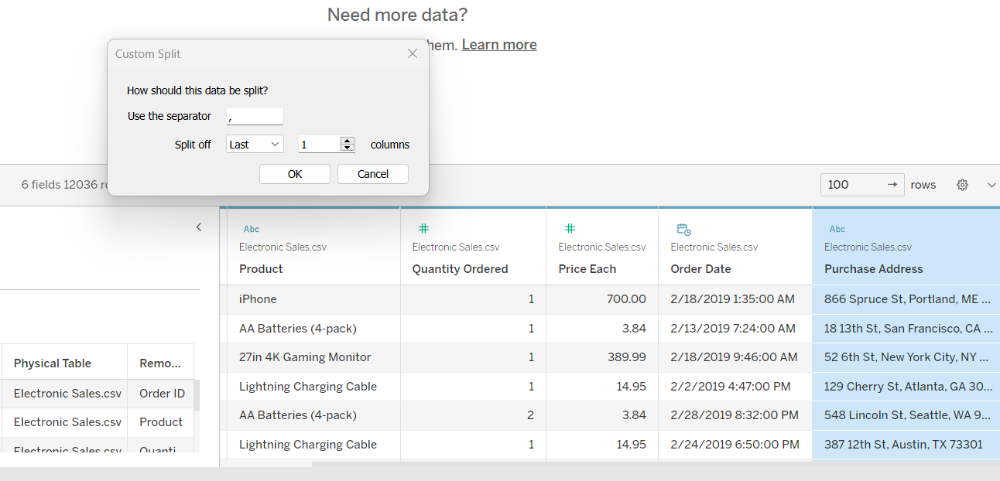 Need more data?
hem. Learn more
Custom Split
How should this data be split?
Use the separator ,
Split off Last 1 columns
OK Cancel
6 fields 12036 ro
100 → rows
Abc
Electronic Sales.csv Electronic Sales.csv Electronic Sales.csv Electronic Sales.csv Electronic Sales.csv
Product Quantity Ordered Price Each Order Date Purchase Address
iPhone 1 700.00 2/18/2019 1:35:00 AM 866 Spruce St, Portland, ME ...
AA Batteries (4-pack) 1 3.84 2/13/2019 7:24:00 AM 18 13th St, San Francisco, CA ...
27in 4K Gaming Monitor 1 389.99 2/18/2019 9:46:00 AM 52 6th St, New York City, NY ...
Lightning Charging Cable 1 14.95 2/2/2019 4:47:00 PM 129 Cherry St, Atlanta, GA 30...
AA Batteries (4-pack) 2 3.84 2/28/2019 8:32:00 PM 548 Lincoln St, Seattle, WA 9...
Lightning Charging Cable 1 14.95 2/24/2019 6:50:00 PM 387 12th St, Austin, TX 73301
Abc
Physical Table Remo...
Electronic Sales.csv Order ID
Electronic Sales.csv Product
Electronic Sales.csv Quanti